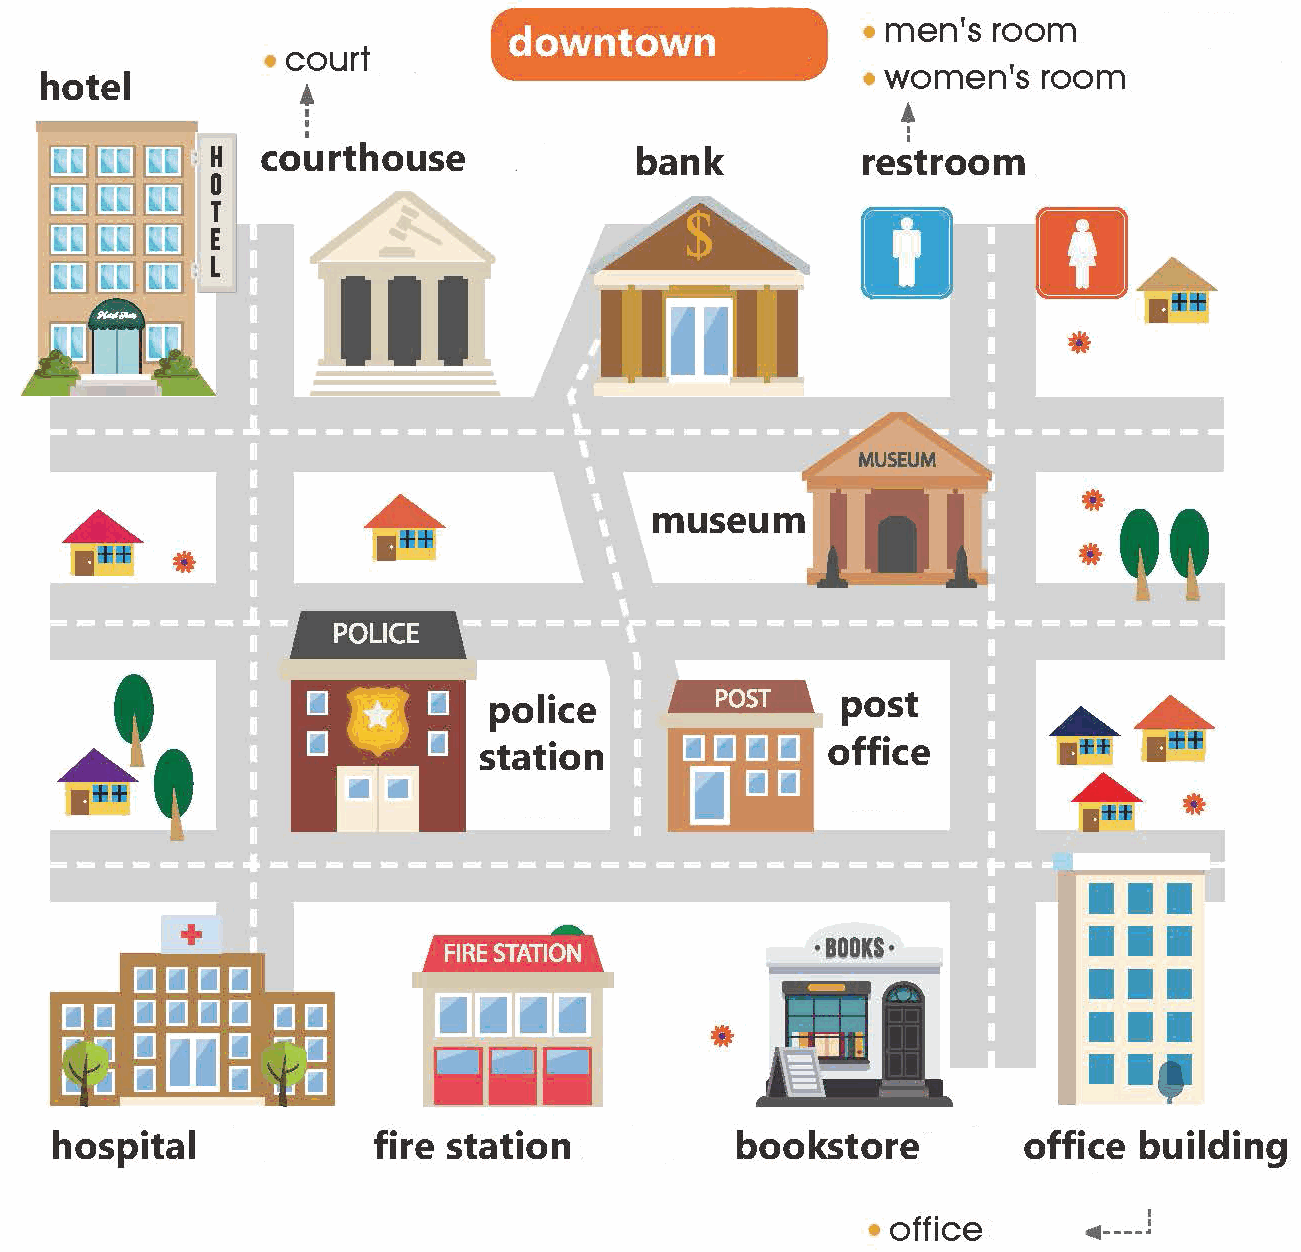 downtown
• men's room
• women's room
• court
hotel
courthouse
bank
restroom
HOTEL
$
MUSEUM
museum
POLICE
police
station
POST
post
office
FIRE STATION
• BOOKS •
hospital
fire station
bookstore
office building
• office